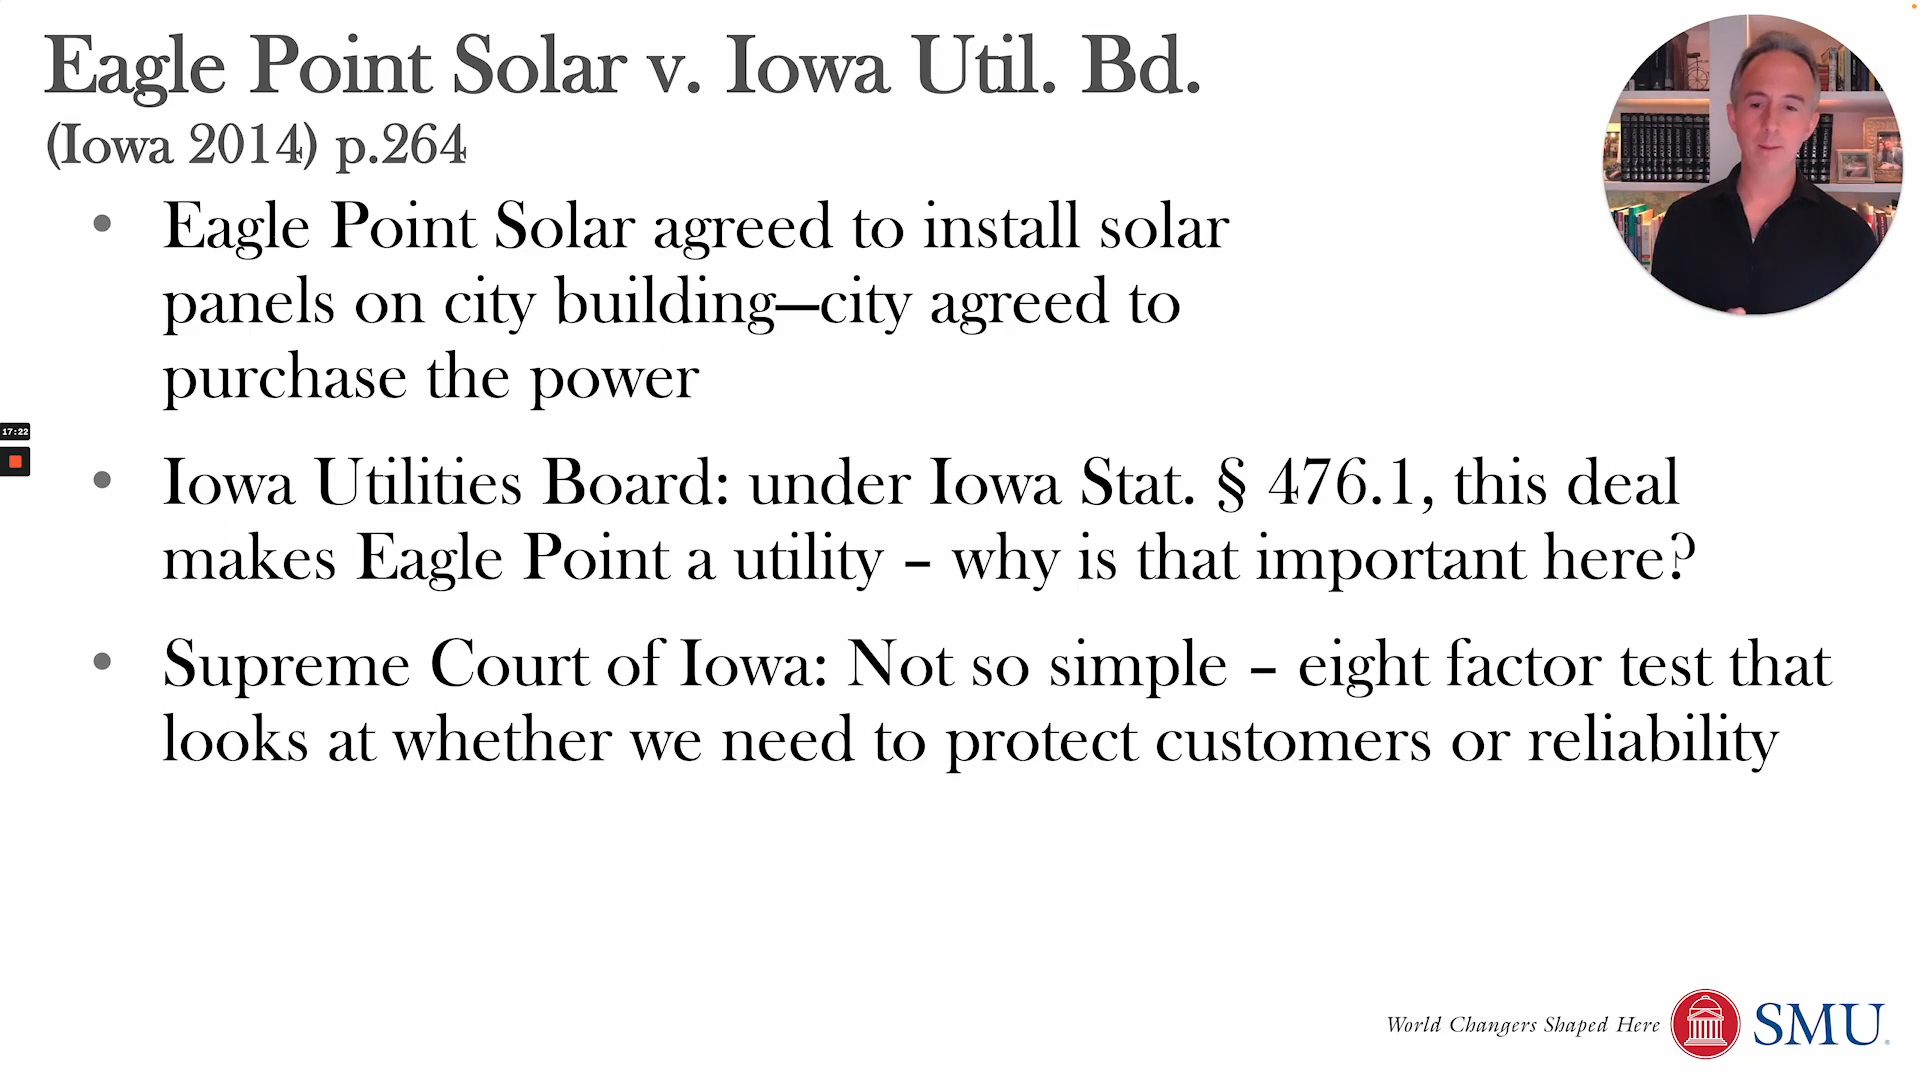 Eagle Point Solar v. Iowa Util. Bd.
(Iowa 2014) p.264
• Eagle Point Solar agreed to install solar
panels on city building—city agreed to
purchase the power
17:22
• Iowa Utilities Board: under Iowa Stat. § 476.1, this deal
makes Eagle Point a utility – why is that important here?
• Supreme Court of Iowa: Not so simple – eight factor test that
looks at whether we need to protect customers or reliability
World Changers Shaped Here
SMU